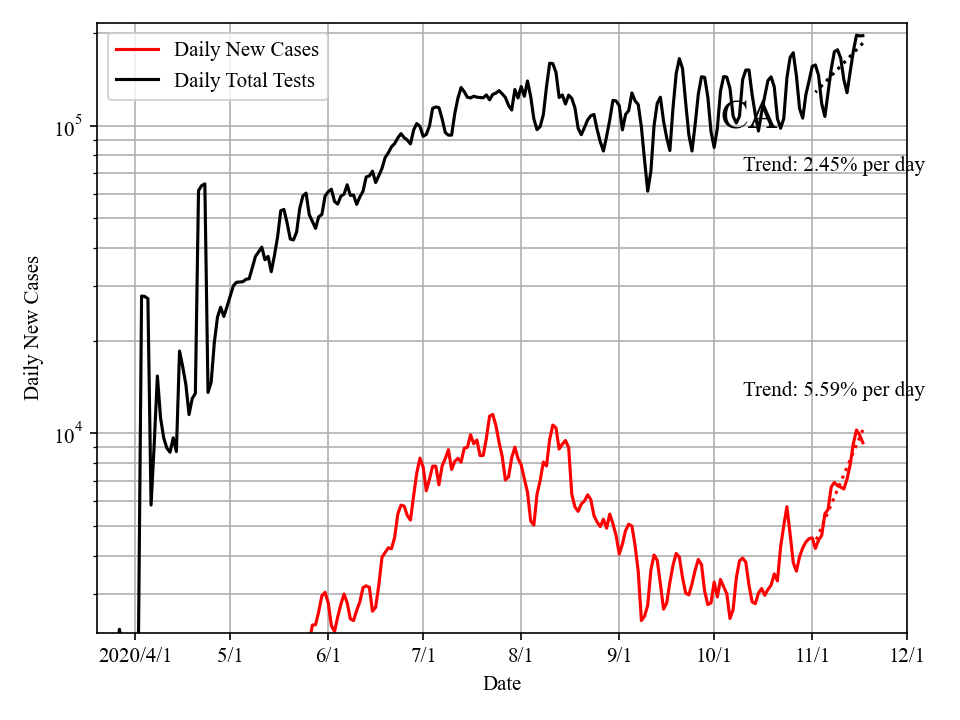 Daily New Cases
Daily Total Tests
10^5
CA
Trend: 2.45% per day
Daily New Cases
Trend: 5.59% per day
10^4
2020/4/1 5/1 6/1 7/1 8/1 9/1 10/1 11/1 12/1
Date